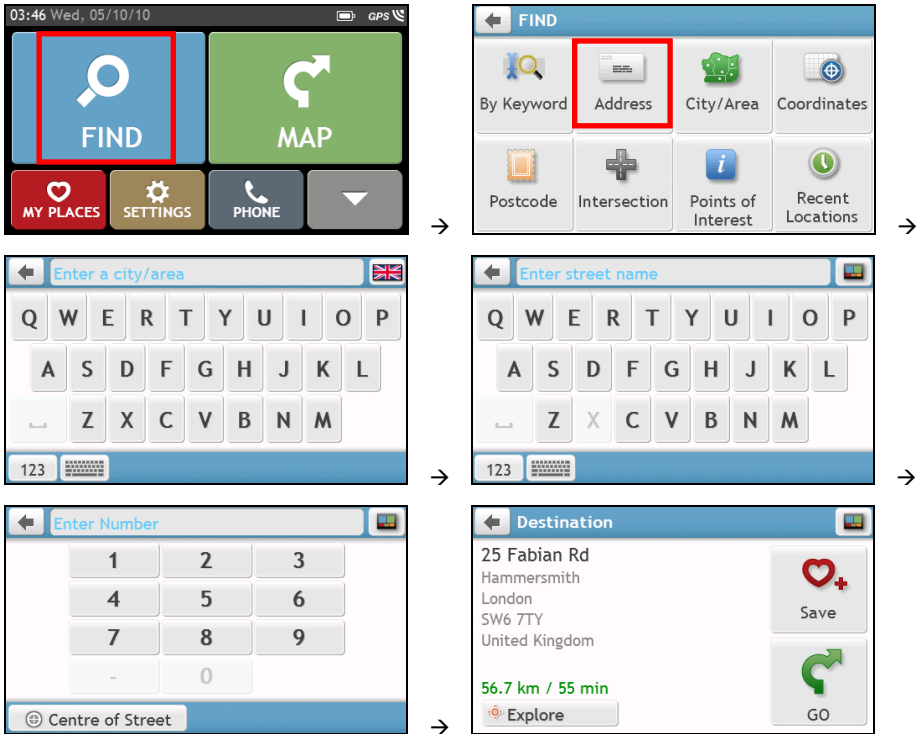 03:46 Wed, 05/10/10 GPS
FIND MAP
MY PLACES SETTINGS PHONE
→
FIND
By Keyword Address City/Area Coordinates
Postcode Intersection Points of Interest Recent Locations
→
Enter a city/area
Q W E R T Y U I O P
A S D F G H J K L
Z X C V B N M
123
→
Enter street name
Q W E R T Y U I O P
A S D F G H J K L
Z X C V B N M
123
→
Enter Number
1 2 3
4 5 6
7 8 9
- 0
Centre of Street
→
Destination
25 Fabian Rd
Hammersmith
London
SW6 7TY
United Kingdom
56.7 km / 55 min
Explore
Save
GO